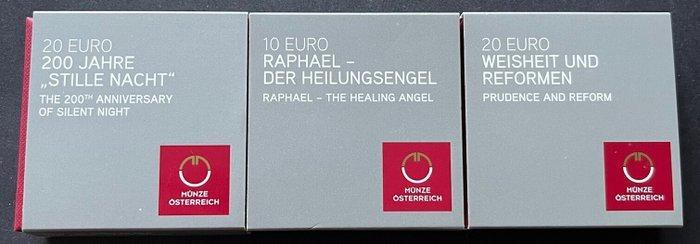 20 EURO
200 JAHRE
„STILLE NACHT“
THE 200TH ANNIVERSARY
OF SILENT NIGHT
MÜNZE
ÖSTERREICH
10 EURO
RAPHAEL –
DER HEILUNGSENGEL
RAPHAEL – THE HEALING ANGEL
MÜNZE
ÖSTERREICH
20 EURO
WEISHEIT UND
REFORMEN
PRUDENCE AND REFORM
MÜNZE
ÖSTERREICH